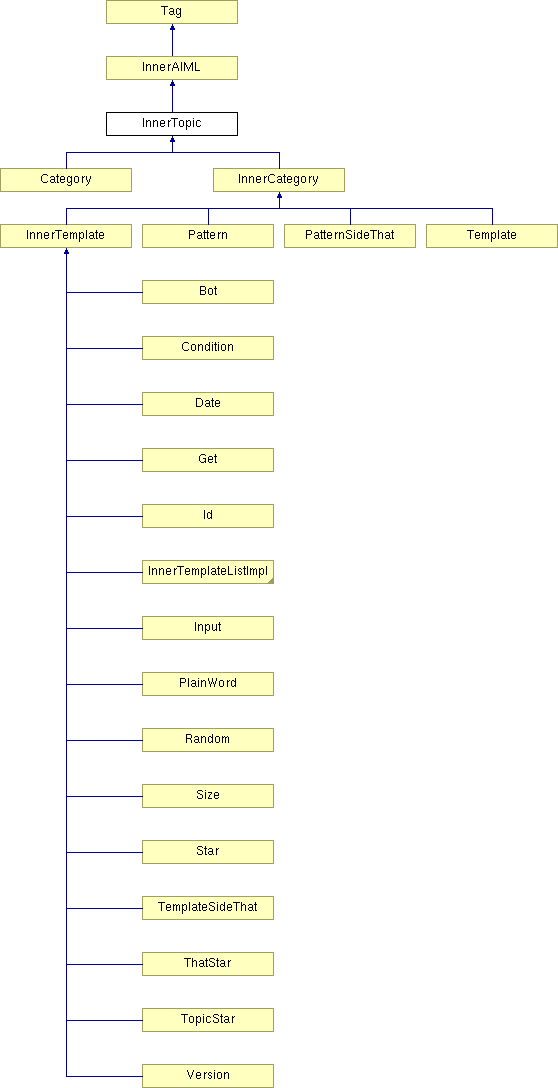 Tag
InnerAIML
InnerTopic
Category
InnerCategory
InnerTemplate
Pattern
PatternSideThat
Template
Bot
Condition
Date
Get
Id
InnerTemplateListImpl
Input
PlainWord
Random
Size
Star
TemplateSideThat
ThatStar
TopicStar
Version